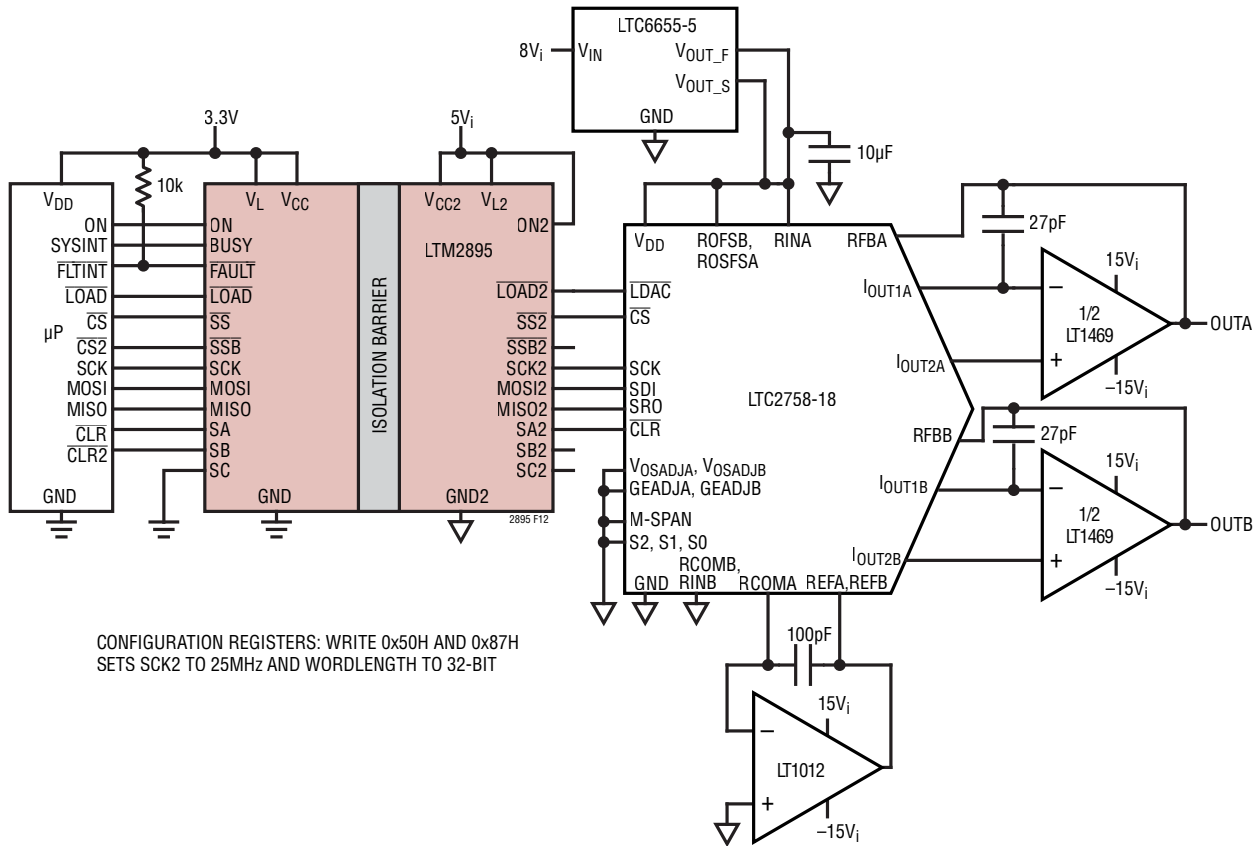 LTC6655-5
8Vi
VIN
VOUT_F
VOUT_S
GND
10µF
3.3V
5Vi
10k
VDD
ON
SYSINT
FLTINT
LOAD
CS
µP
CS2
SCK
MOSI
MISO
CLR
CLR2
GND
VL
VCC
ON
BUSY
FAULT
LOAD
SS
SSB
SCK
MOSI
MISO
SA
SB
SC
GND
ISOLATION BARRIER
VCC2
VL2
ON2
LTM2895
LOAD2
SS2
SSB2
SCK2
MOSI2
MISO2
SA2
SB2
SC2
GND2
2895 F12
VDD
ROFSB,
ROSFSA
RINA
RFBA
LDAC
CS
IOUT1A
IOUT2A
SCK
SDI
SRO
CLR
LTC2758-18
RFBB
VOSADJA, VOSADJB
GEADJA, GEADJB
IOUT1B
M-SPAN
S2, S1, S0
IOUT2B
GND
RCOMB,
RINB
RCOMA
REFA,REFB
27pF
15Vi
–
1/2
LT1469
+
–15Vi
OUTA
27pF
15Vi
–
1/2
LT1469
+
–15Vi
OUTB
100pF
15Vi
–
LT1012
+
–15Vi
CONFIGURATION REGISTERS: WRITE 0x50H AND 0x87H
SETS SCK2 TO 25MHz AND WORDLENGTH TO 32-BIT